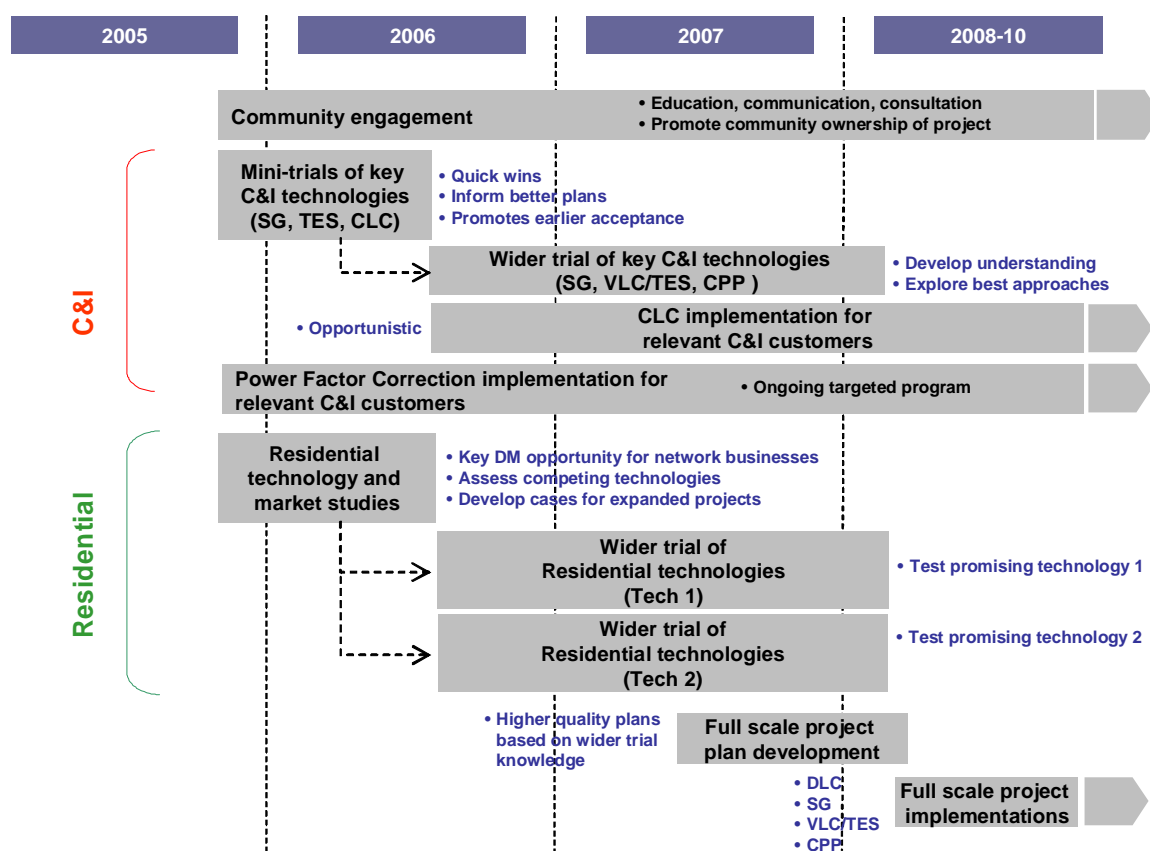 2005
2006
2007
2008-10
Community engagement
• Education, communication, consultation
• Promote community ownership of project
C&I
Mini-trials of key
C&I technologies
(SG, TES, CLC)
• Quick wins
• Inform better plans
• Promotes earlier acceptance
Wider trial of key C&I technologies
(SG, VLC/TES, CPP )
• Develop understanding
• Explore best approaches
• Opportunistic
CLC implementation for
relevant C&I customers
Power Factor Correction implementation for
relevant C&I customers
• Ongoing targeted program
Residential
Residential
technology and
market studies
• Key DM opportunity for network businesses
• Assess competing technologies
• Develop cases for expanded projects
Wider trial of
Residential technologies
(Tech 1)
• Test promising technology 1
Wider trial of
Residential technologies
(Tech 2)
• Test promising technology 2
• Higher quality plans
based on wider trial
knowledge
Full scale project
plan development
• DLC
• SG
• VLC/TES
• CPP
Full scale project
implementations